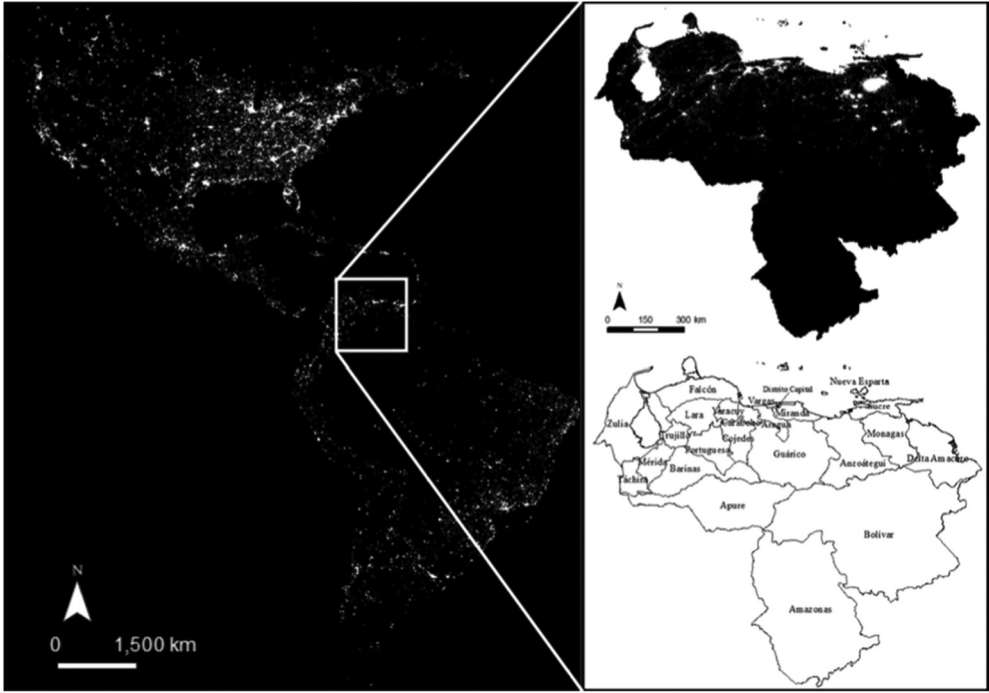 N
0 1,500 km
N
0 150 300 km
Falcón
Distrito Capital
Nueva Esparta
Vargas
Sucre
Zulia
Lara
Yaracuy
Carabobo
Aragua
Miranda
Trujillo
Cojedes
Monagas
Portuguesa
Guárico
Anzoátegui
Delta Amacuro
Mérida
Barinas
Táchira
Apure
Bolívar
Amazonas